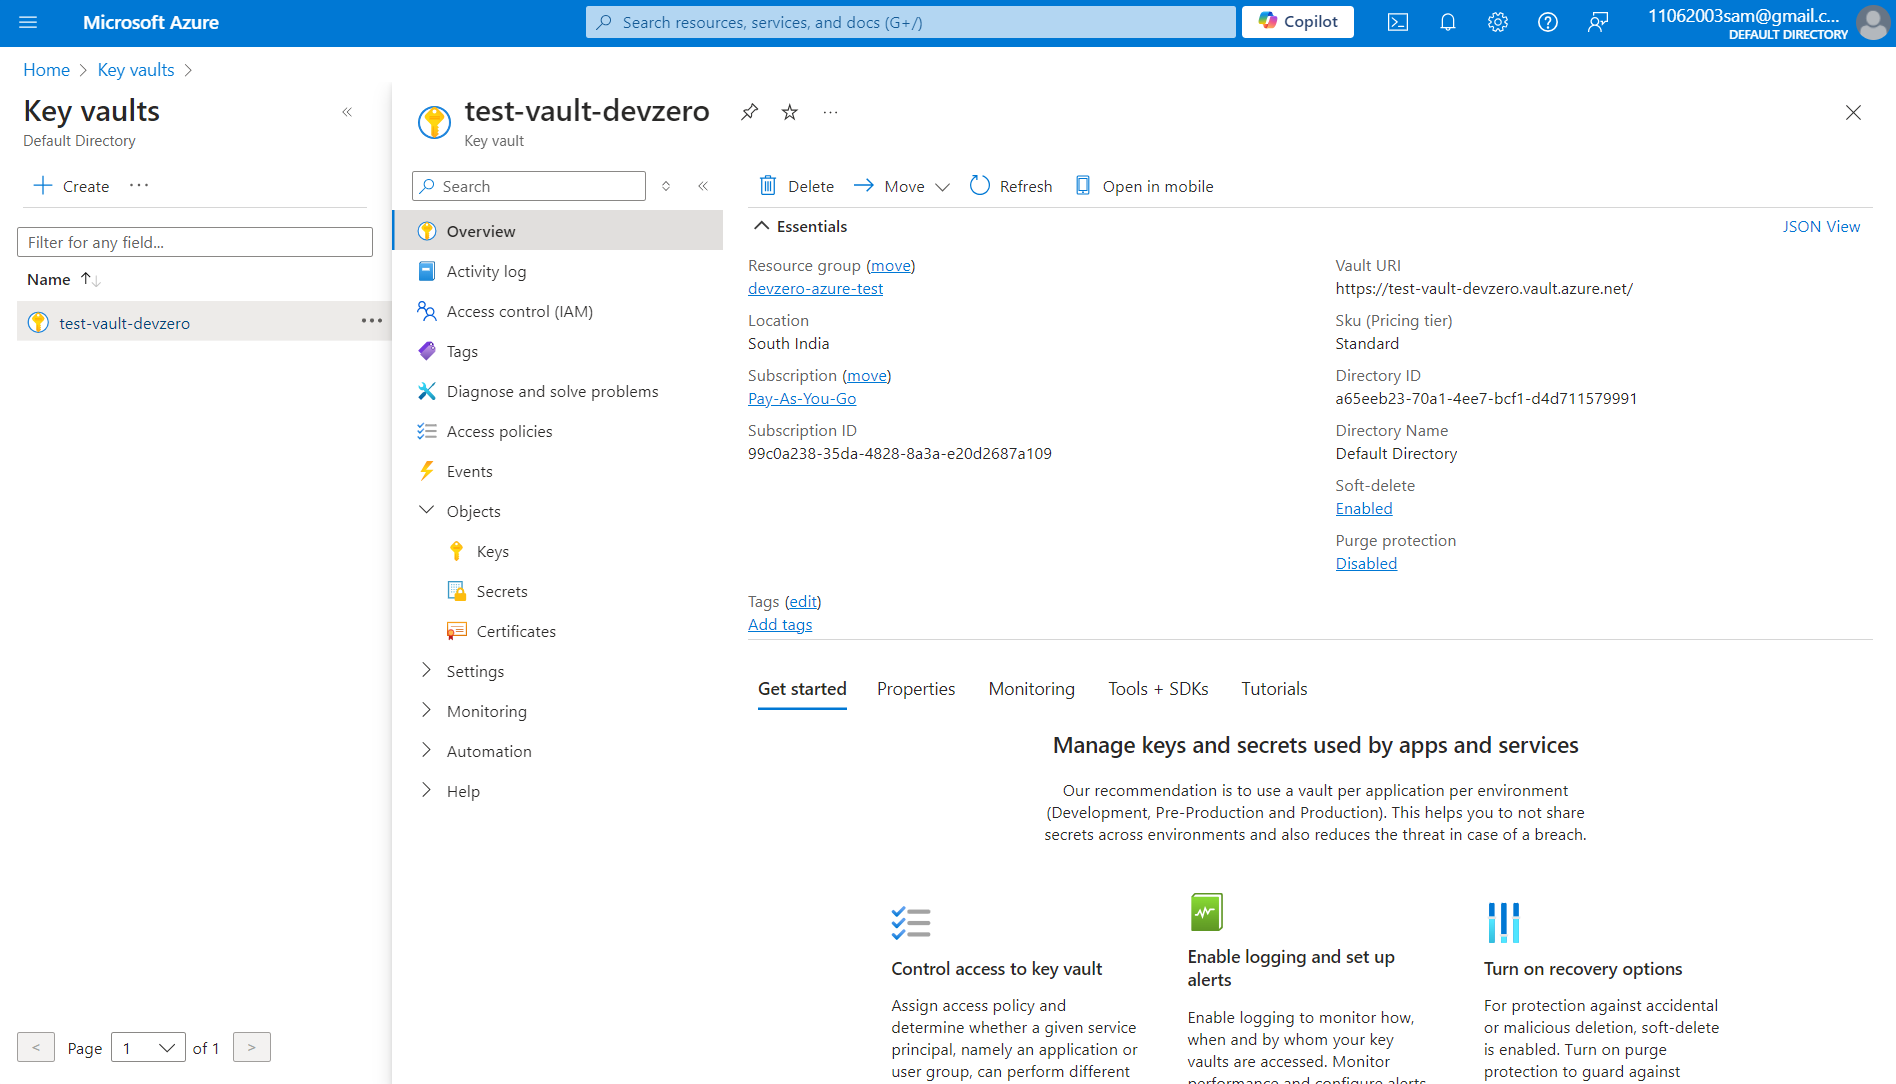 Microsoft Azure
Search resources, services, and docs (G+/)
Copilot
11062003sam@gmail.c...
DEFAULT DIRECTORY
Home
Key vaults
Key vaults
Default Directory
Create
Filter for any field...
Name
test-vault-devzero
< Page 1 of 1 >
test-vault-devzero
Key vault
Search
Overview
Activity log
Access control (IAM)
Tags
Diagnose and solve problems
Access policies
Events
Objects
Keys
Secrets
Certificates
Settings
Monitoring
Automation
Help
Delete
Move
Refresh
Open in mobile
Essentials
JSON View
Resource group (move)
devzero-azure-test
Location
South India
Subscription (move)
Pay-As-You-Go
Subscription ID
99c0a238-35da-4828-8a3a-e20d2687a109
Vault URI
https://test-vault-devzero.vault.azure.net/
Sku (Pricing tier)
Standard
Directory ID
a65eeb23-70a1-4ee7-bcf1-d4d711579991
Directory Name
Default Directory
Soft-delete
Enabled
Purge protection
Disabled
Tags (edit)
Add tags
Get started
Properties
Monitoring
Tools + SDKs
Tutorials
Manage keys and secrets used by apps and services
Our recommendation is to use a vault per application per environment
(Development, Pre-Production and Production). This helps you to not share
secrets across environments and also reduces the threat in case of a breach.
Control access to key vault
Assign access policy and
determine whether a given service
principal, namely an application or
user group, can perform different
Enable logging and set up
alerts
Enable logging to monitor how,
when and by whom your key
vaults are accessed. Monitor
performance and configure alerts
Turn on recovery options
For protection against accidental
or malicious deletion, soft-delete
is enabled. Turn on purge
protection to guard against